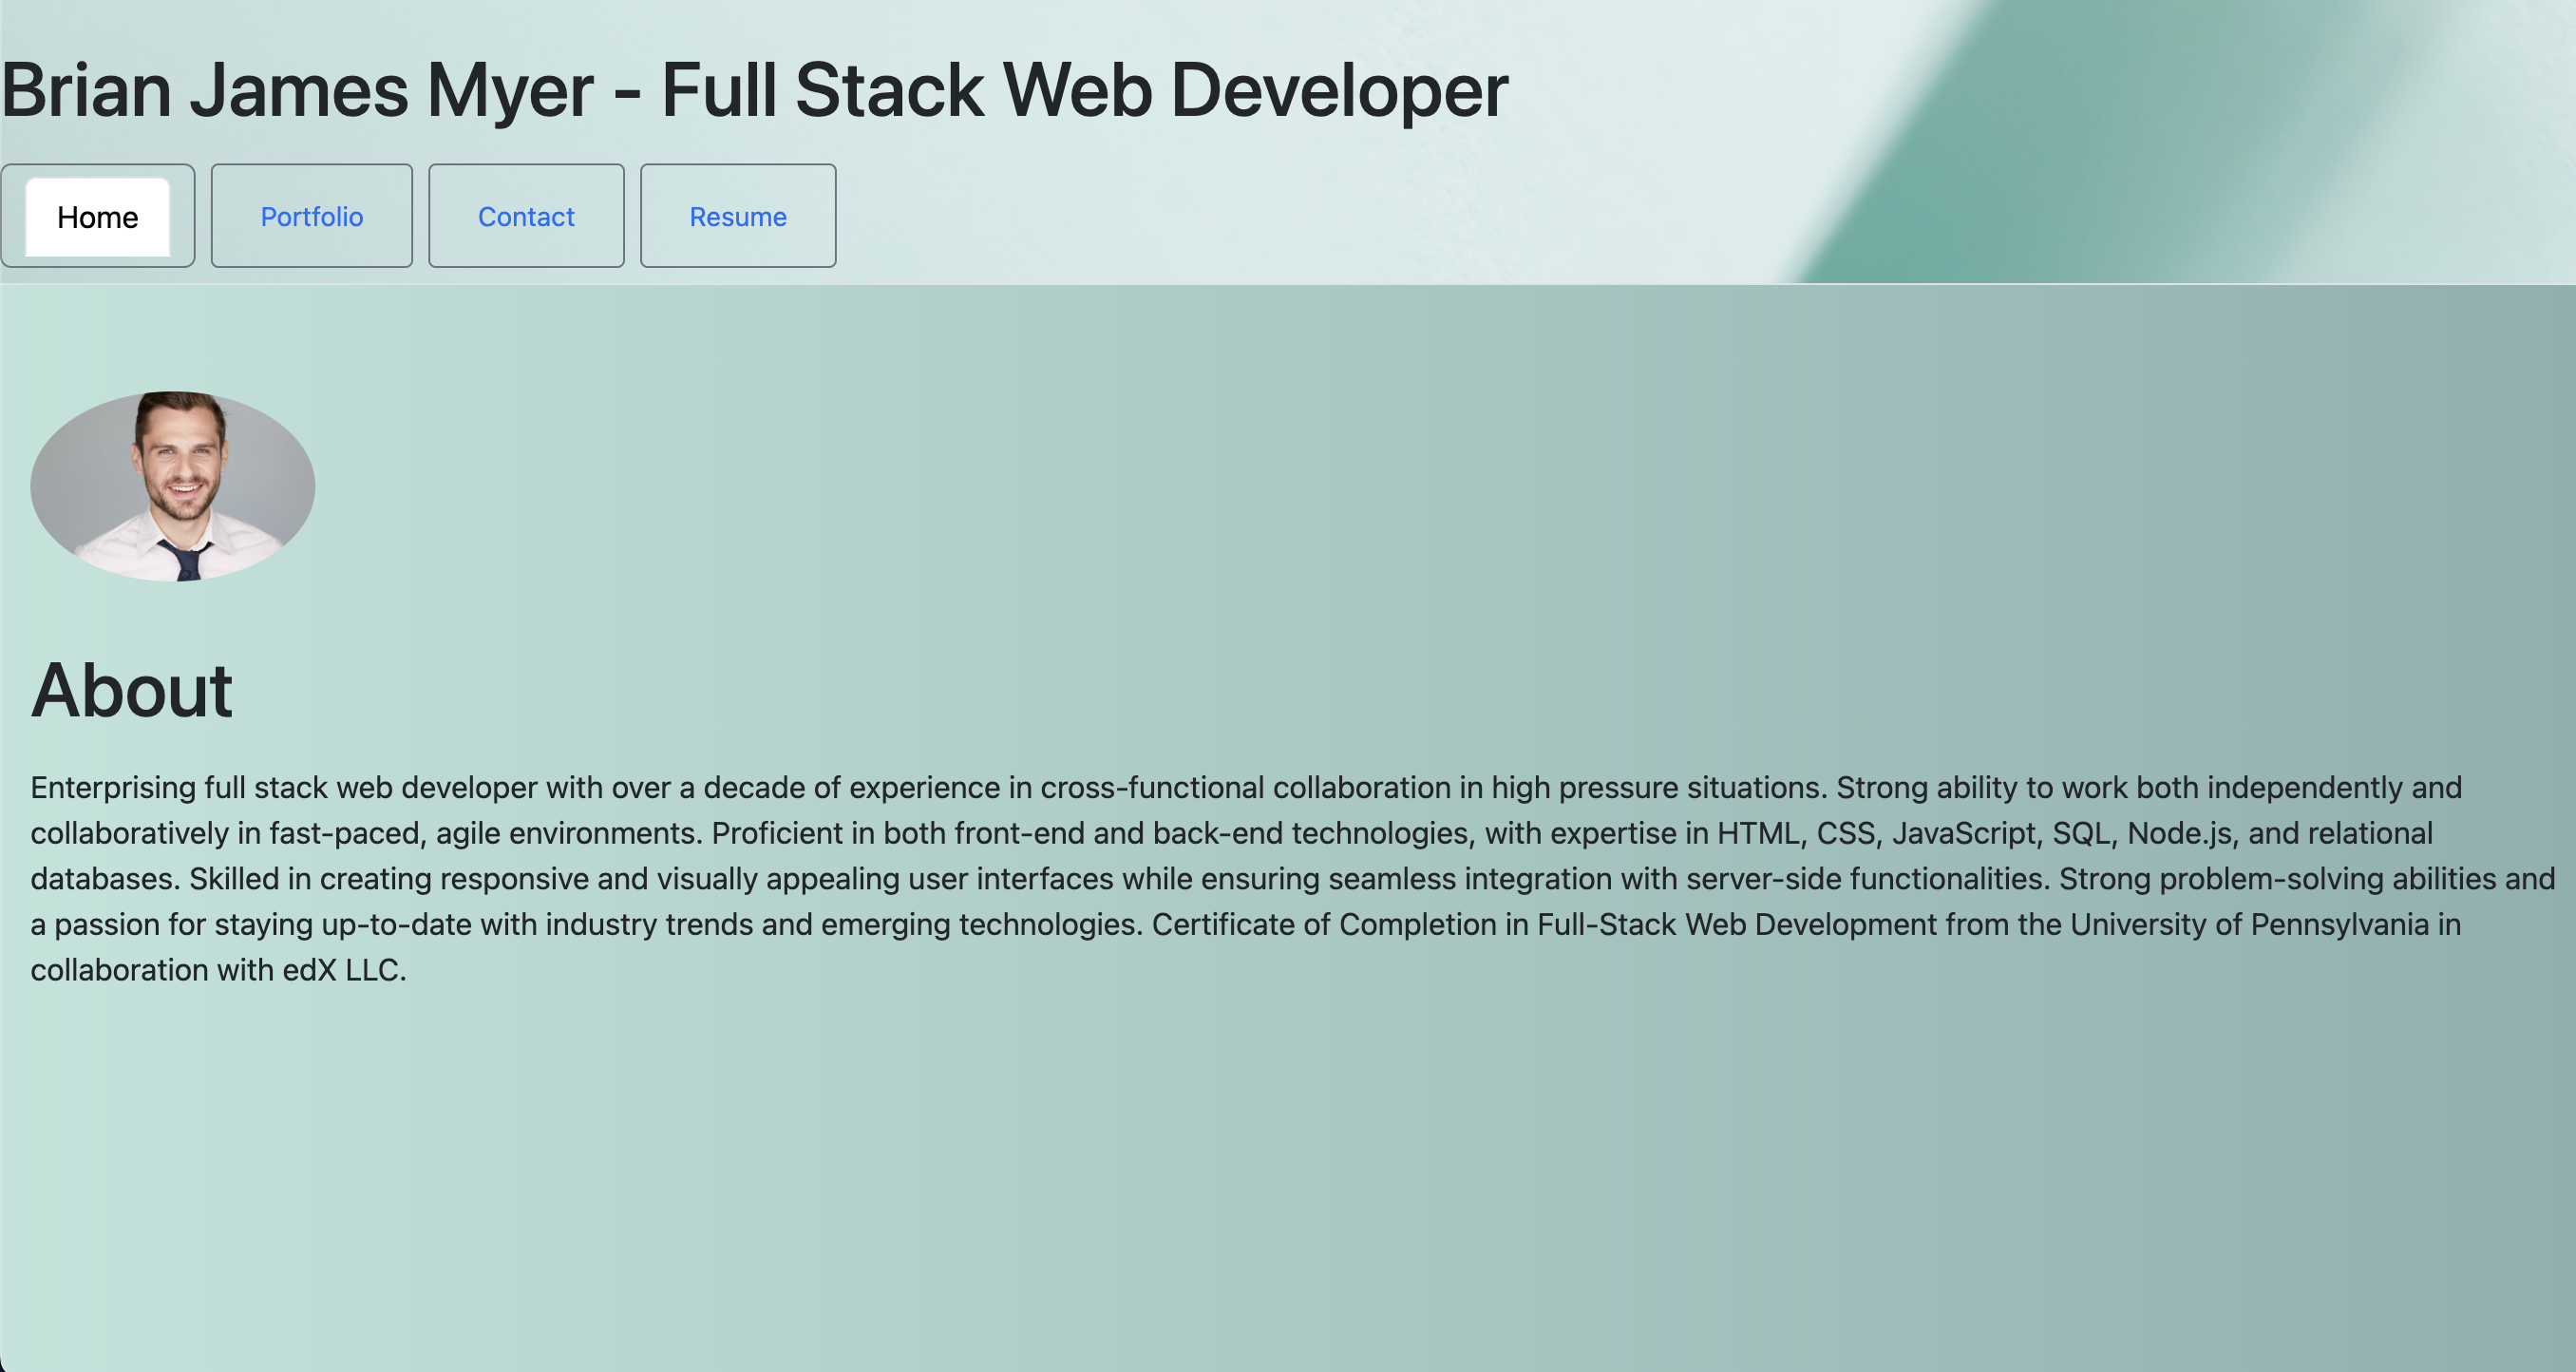 Brian James Myer - Full Stack Web Developer
Home Portfolio Contact Resume
About
Enterprising full stack web developer with over a decade of experience in cross-functional collaboration in high pressure situations. Strong ability to work both independently and
collaboratively in fast-paced, agile environments. Proficient in both front-end and back-end technologies, with expertise in HTML, CSS, JavaScript, SQL, Node.js, and relational
databases. Skilled in creating responsive and visually appealing user interfaces while ensuring seamless integration with server-side functionalities. Strong problem-solving abilities and
a passion for staying up-to-date with industry trends and emerging technologies. Certificate of Completion in Full-Stack Web Development from the University of Pennsylvania in
collaboration with edX LLC.